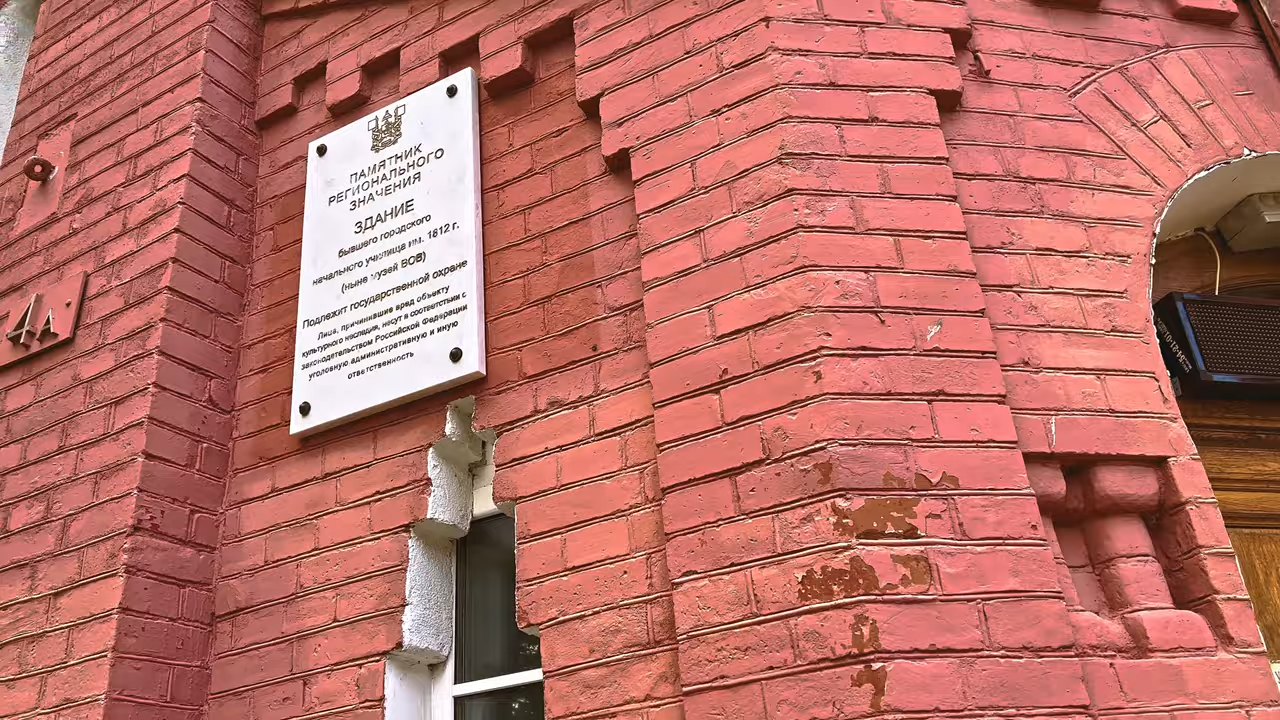 ПАМЯТНИК
РЕГИОНАЛЬНОГО
ЗНАЧЕНИЯ
ЗДАНИЕ
бывшего городского
начального училища им. 1812 г.
(ныне музей ВОВ)
Подлежит государственной охране
Лица, причинившие вред объекту
культурного наследия, несут в соответствии с
законодательством Российской Федерации
уголовную административную и иную
ответственность
4А